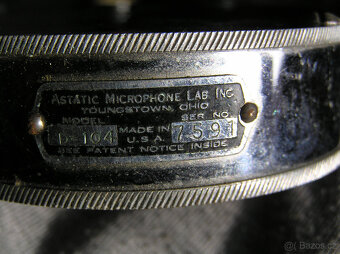 ASTATIC MICROPHONE LAB. INC.
YOUNGSTOWN, OHIO
MODEL SER NO
D-104 MADE IN U.S.A. 7591
SEE PATENT NOTICE INSIDE
Bazos.cz